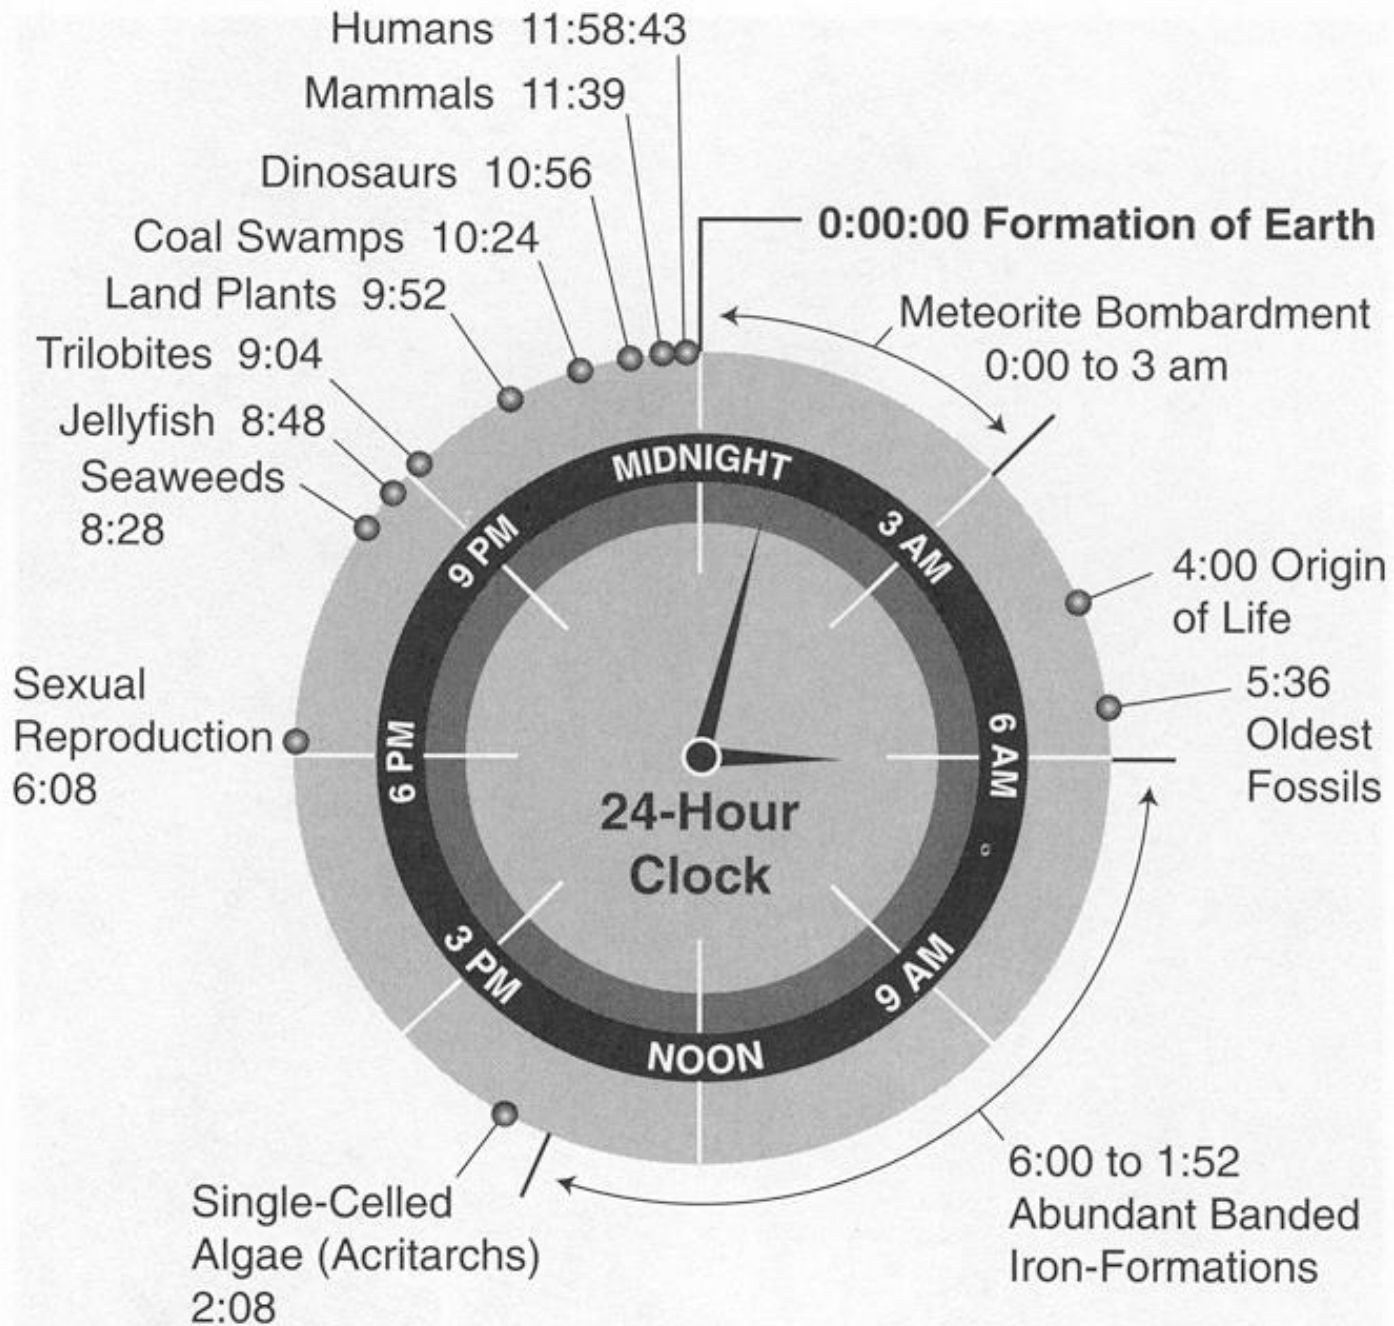 Humans 11:58:43
Mammals 11:39
Dinosaurs 10:56
Coal Swamps 10:24
Land Plants 9:52
Trilobites 9:04
Jellyfish 8:48
Seaweeds
8:28
Sexual
Reproduction
6:08
Single-Celled
Algae (Acritarchs)
2:08
0:00:00 Formation of Earth
Meteorite Bombardment
0:00 to 3 am
4:00 Origin
of Life
5:36
Oldest
Fossils
6:00 to 1:52
Abundant Banded
Iron-Formations
MIDNIGHT
3 AM
6 AM
9 AM
NOON
3 PM
6 PM
9 PM
24-Hour
Clock